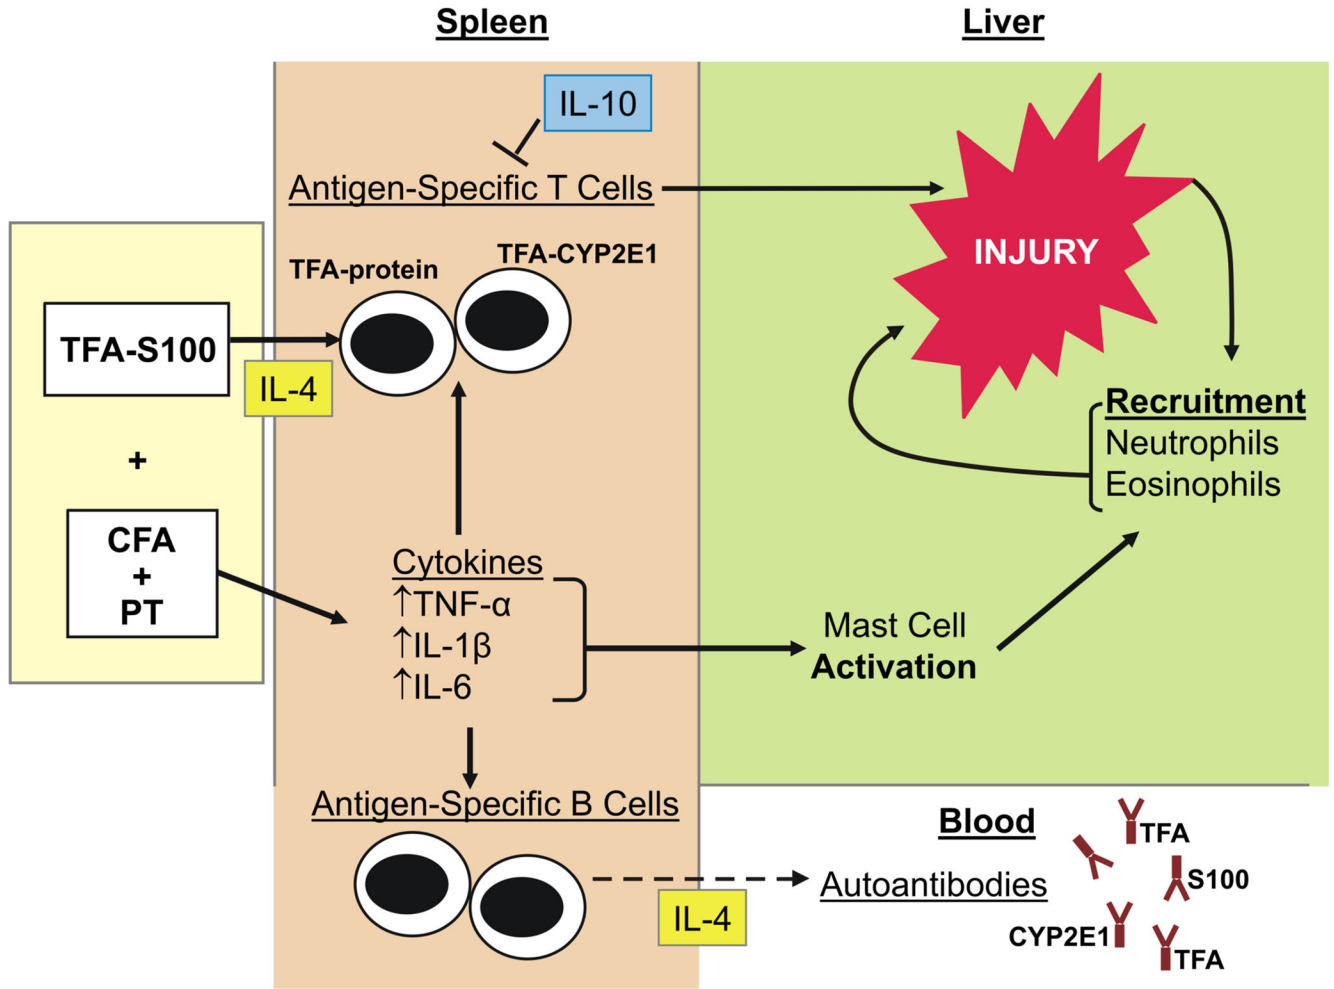 Spleen
Liver
IL-10
Antigen-Specific T Cells
INJURY
TFA-protein
TFA-CYP2E1
TFA-S100
IL-4
+
CFA
+
PT
Cytokines
↑TNF-α
↑IL-1β
↑IL-6
Recruitment
Neutrophils
Eosinophils
Mast Cell
Activation
Antigen-Specific B Cells
IL-4
Blood
Autoantibodies
TFA
S100
CYP2E1
TFA